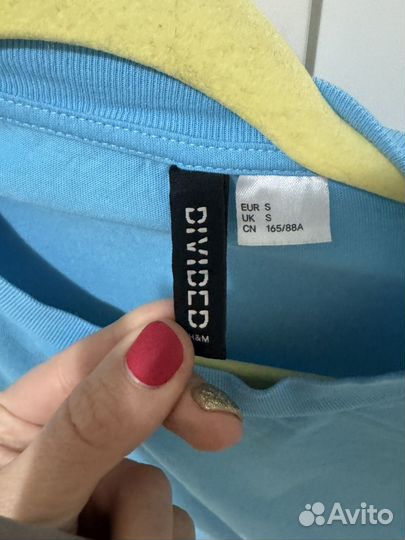 DIVIDED
H&M
EUR S
UK S
CN 165/88A
Avito